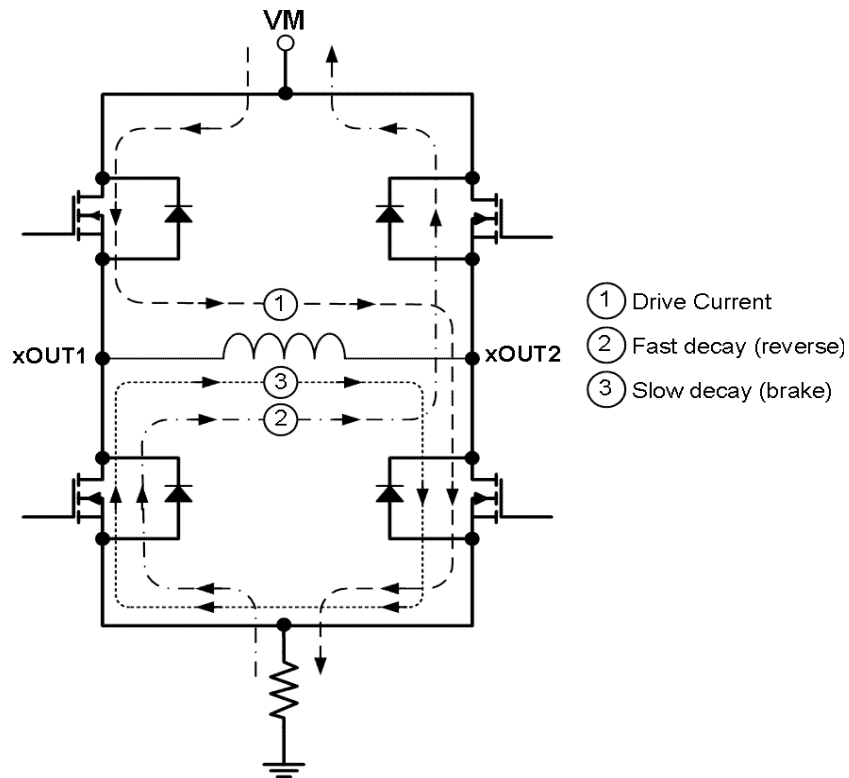 VM
1
xOUT1
xOUT2
3
2
1 Drive Current
2 Fast decay (reverse)
3 Slow decay (brake)